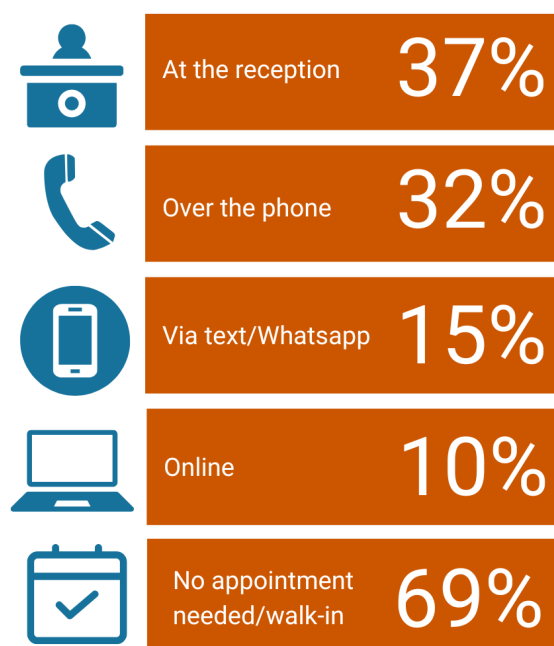 At the reception 37%
Over the phone 32%
Via text/Whatsapp 15%
Online 10%
No appointment
needed/walk-in 69%